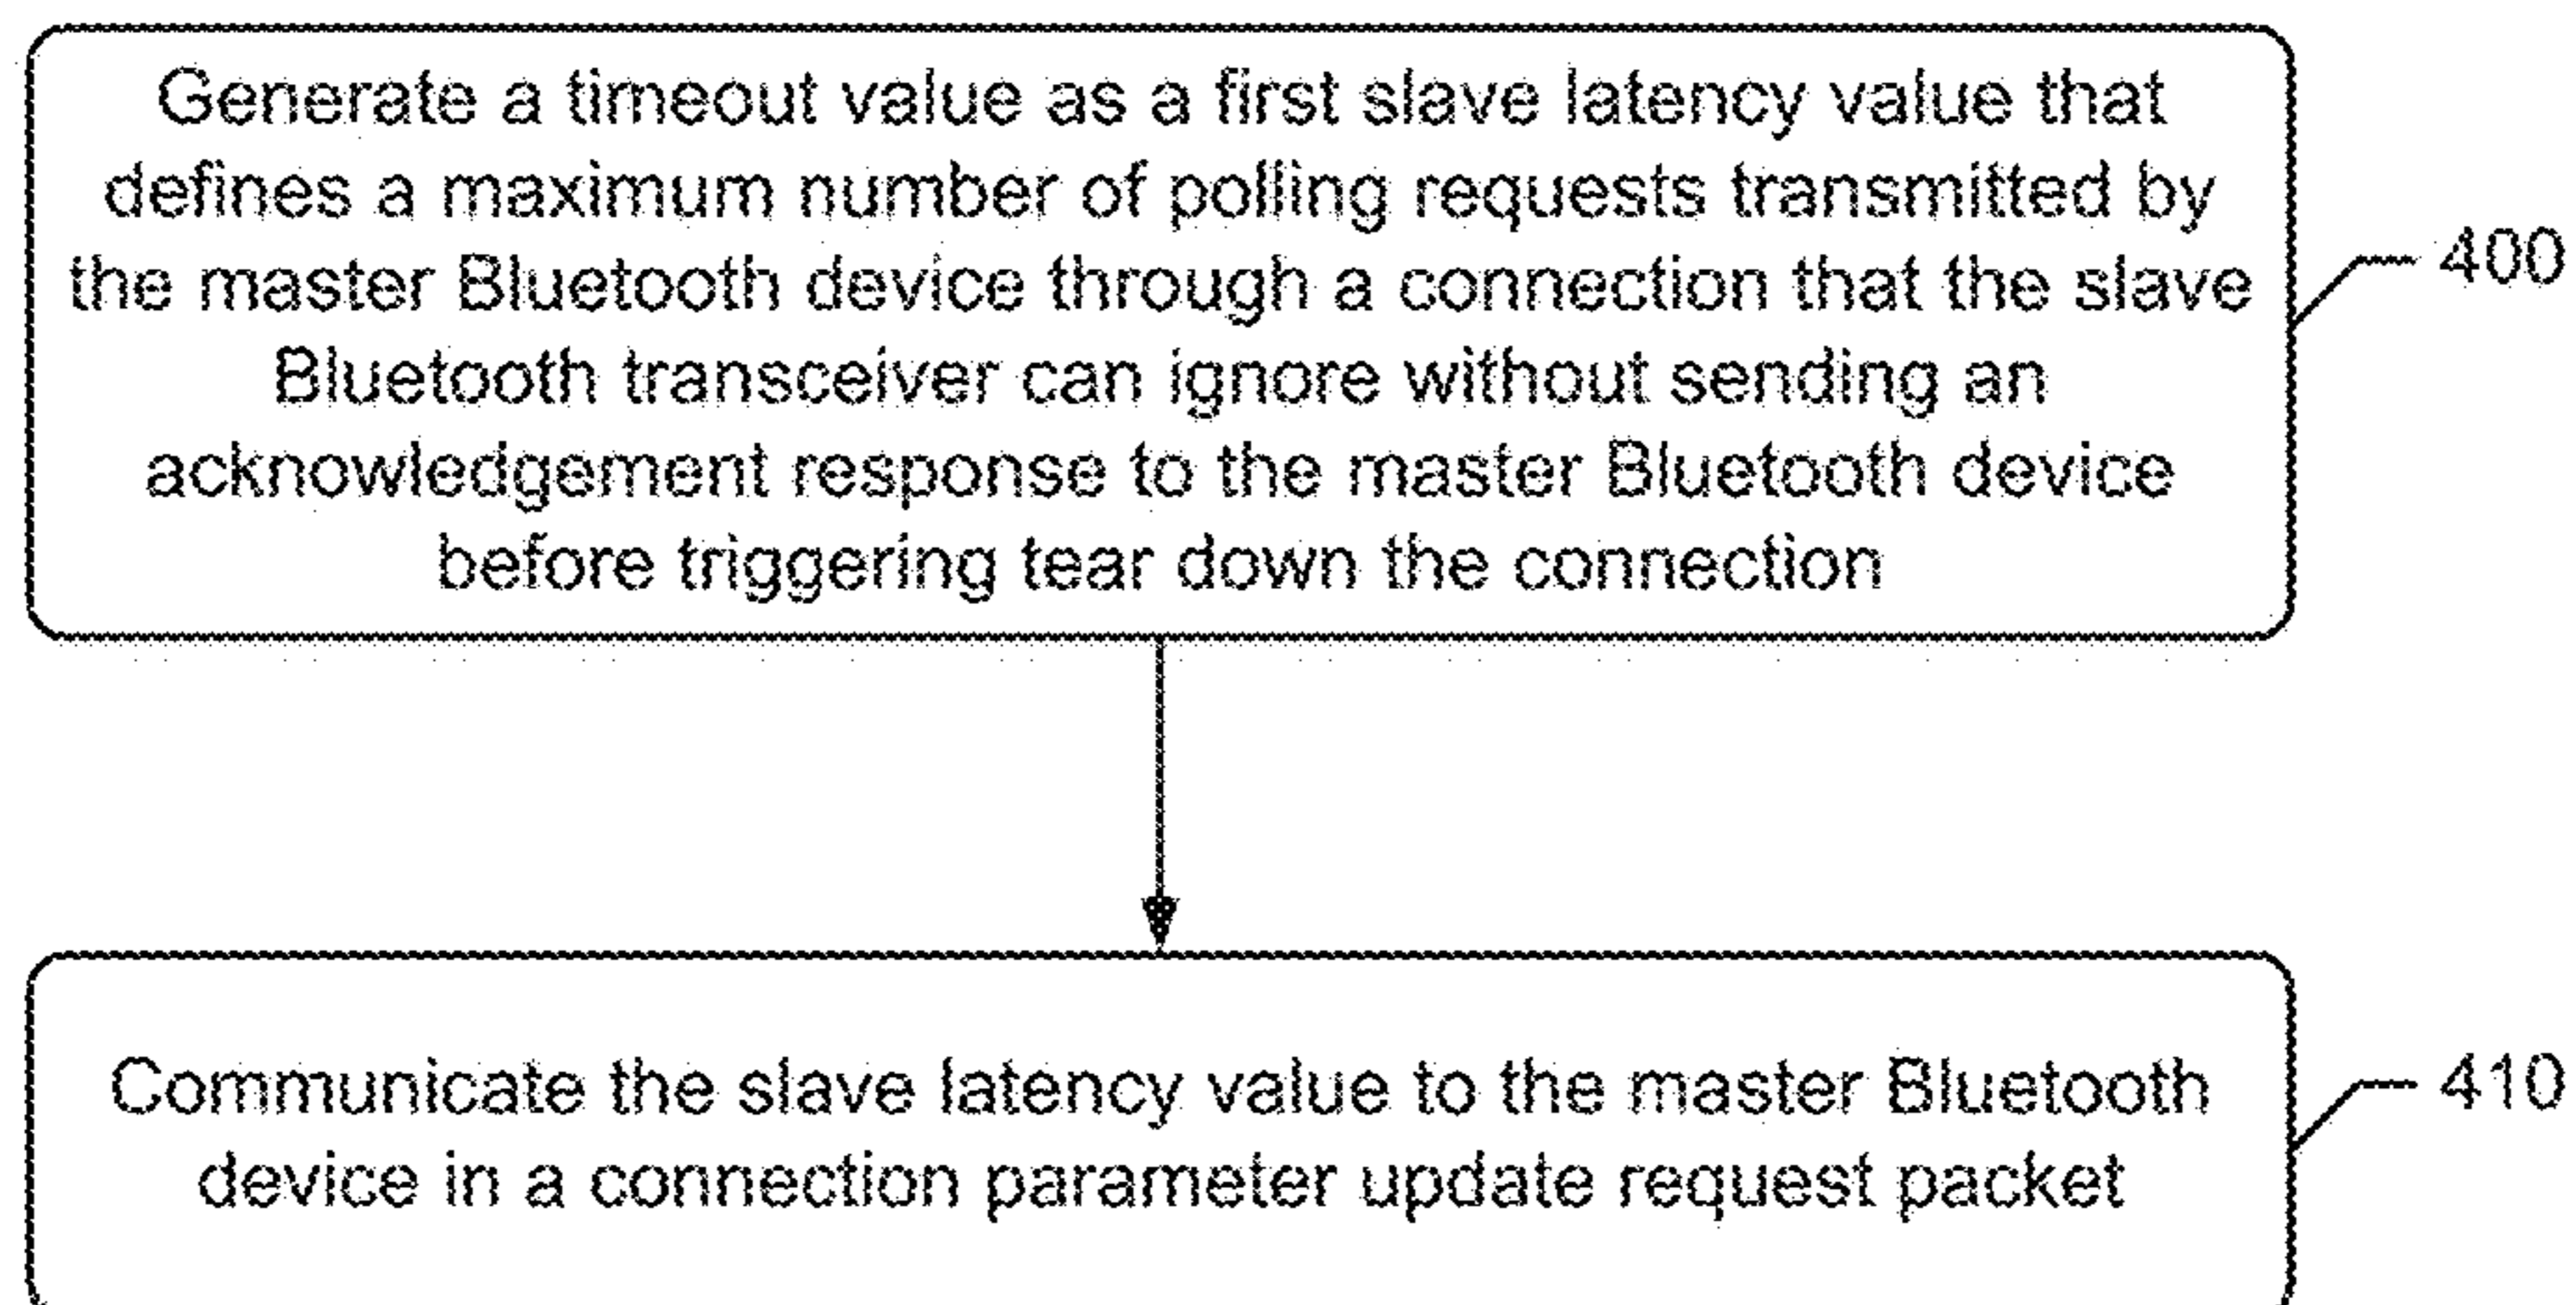 Generate a timeout value as a first slave latency value that
defines a maximum number of polling requests transmitted by
the master Bluetooth device through a connection that the slave
Bluetooth transceiver can ignore without sending an
acknowledgement response to the master Bluetooth device
before triggering tear down the connection
400
Communicate the slave latency value to the master Bluetooth
device in a connection parameter update request packet
410